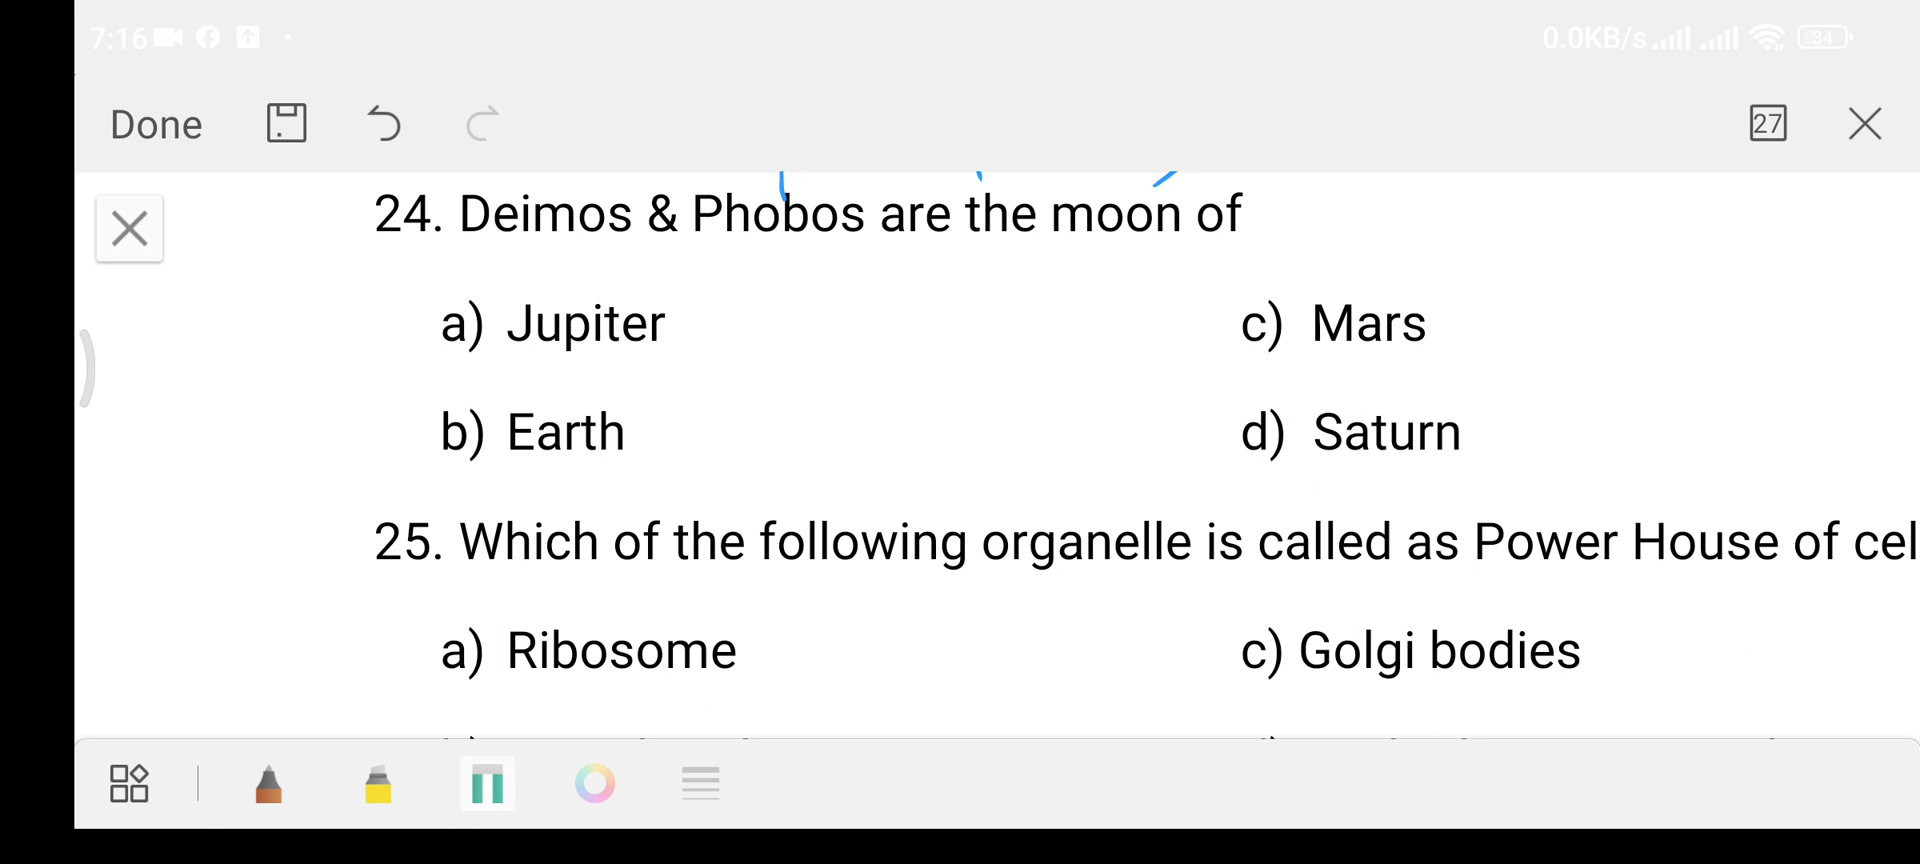 7:16 0.0KB/s 34
Done 27
24. Deimos & Phobos are the moon of
a) Jupiter c) Mars
b) Earth d) Saturn
25. Which of the following organelle is called as Power House of cel
a) Ribosome c) Golgi bodies